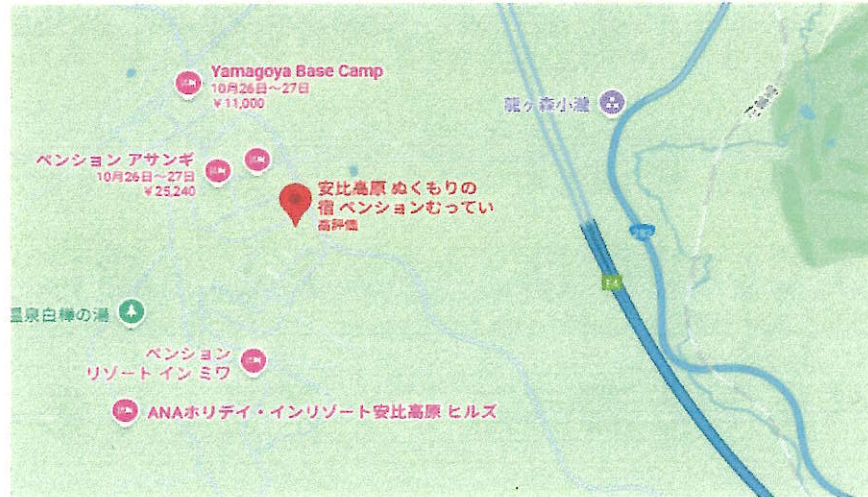 Yamagoya Base Camp
10月26日~27日
¥11,000
龍ヶ森小瀧
ペンション アサンギ
10月26日~27日
¥25,240
安比高原 ぬくもりの
宿 ペンションむってぃ
高評価
282
E4
温泉白樺の湯
ペンション
リゾート イン ミワ
ANAホリデイ・インリゾート安比高原 ヒルズ